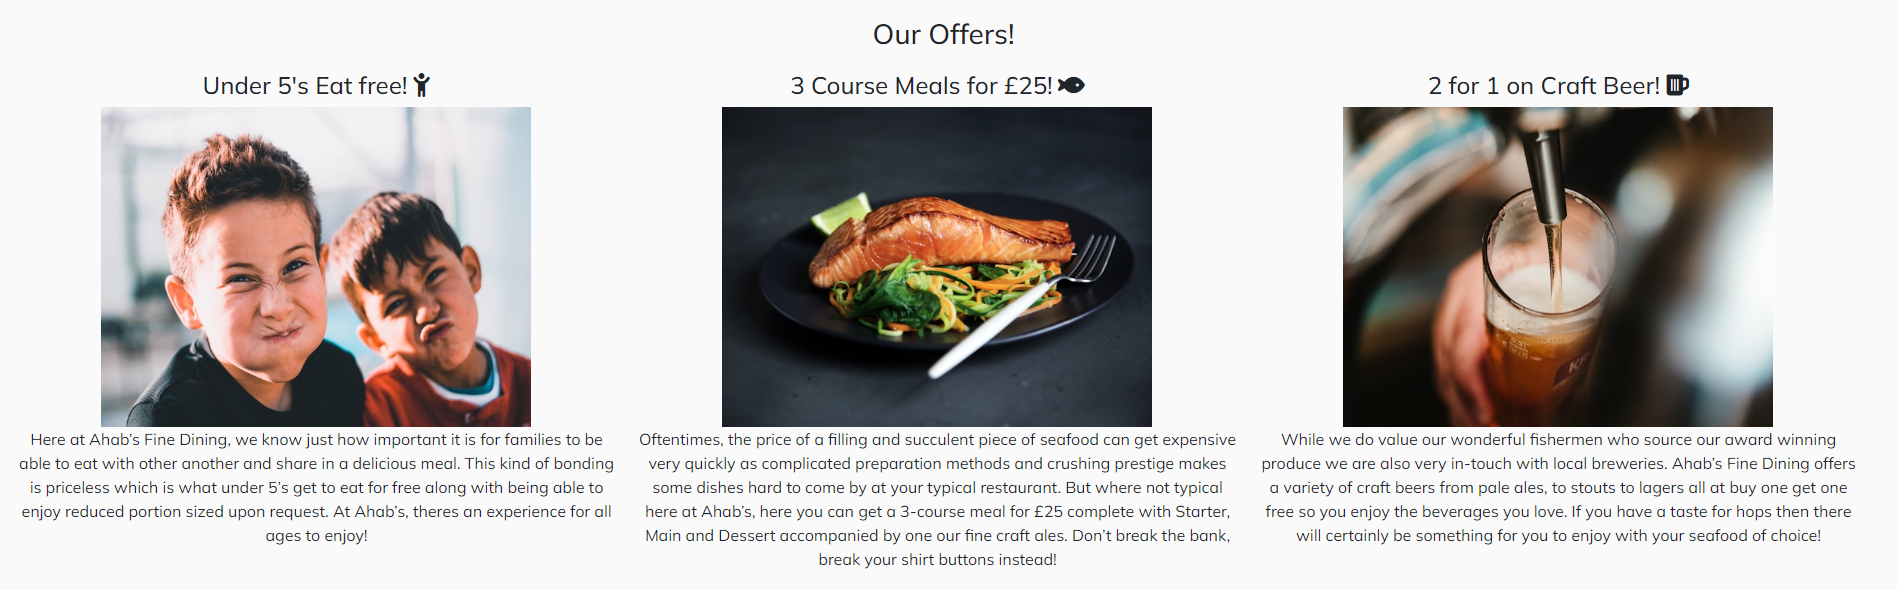 Our Offers!
Under 5's Eat free!
Here at Ahab's Fine Dining, we know just how important it is for families to be
able to eat with other another and share in a delicious meal. This kind of bonding
is priceless which is what under 5's get to eat for free along with being able to
enjoy reduced portion sized upon request. At Ahab's, theres an experience for all
ages to enjoy!
3 Course Meals for £25!
Oftentimes, the price of a filling and succulent piece of seafood can get expensive
very quickly as complicated preparation methods and crushing prestige makes
some dishes hard to come by at your typical restaurant. But where not typical
here at Ahab's, here you can get a 3-course meal for £25 complete with Starter,
Main and Dessert accompanied by one our fine craft ales. Don't break the bank,
break your shirt buttons instead!
2 for 1 on Craft Beer!
While we do value our wonderful fishermen who source our award winning
produce we are also very in-touch with local breweries. Ahab's Fine Dining offers
a variety of craft beers from pale ales, to stouts to lagers all at buy one get one
free so you enjoy the beverages you love. If you have a taste for hops then there
will certainly be something for you to enjoy with your seafood of choice!